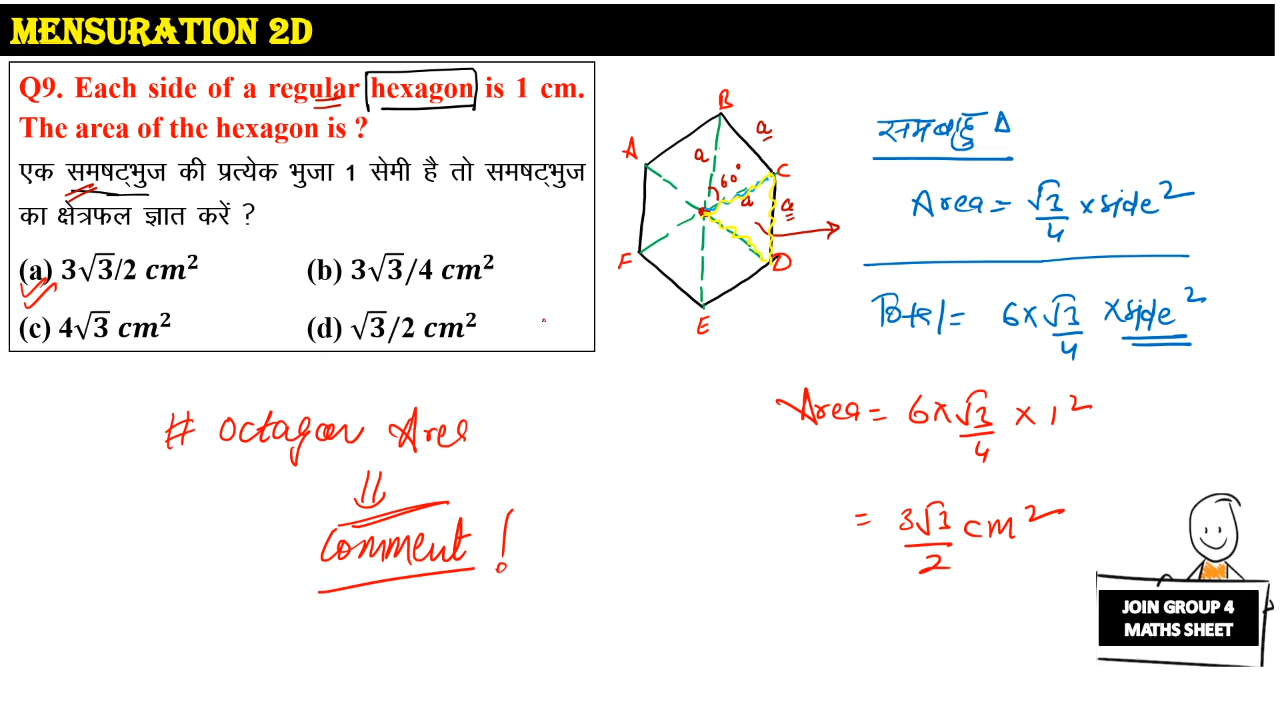 MENSURATION 2D
Q9. Each side of a regular hexagon is 1 cm.
The area of the hexagon is ?
एक समषट्भुज की प्रत्येक भुजा 1 सेमी है तो समषट्भुज
का क्षेत्रफल ज्ञात करें ?
(a) 3√3/2 cm² (b) 3√3/4 cm²
(c) 4√3 cm² (d) √3/2 cm²
B
a
A
a
60°
C
a
a
F
D
E
समबाहु Δ
Area = √3/4 × side²
Total = 6 × √3/4 × side²
Area = 6 × √3/4 × 1²
= 3√3/2 cm²
# Octagon Area
Comment !
JOIN GROUP 4
MATHS SHEET